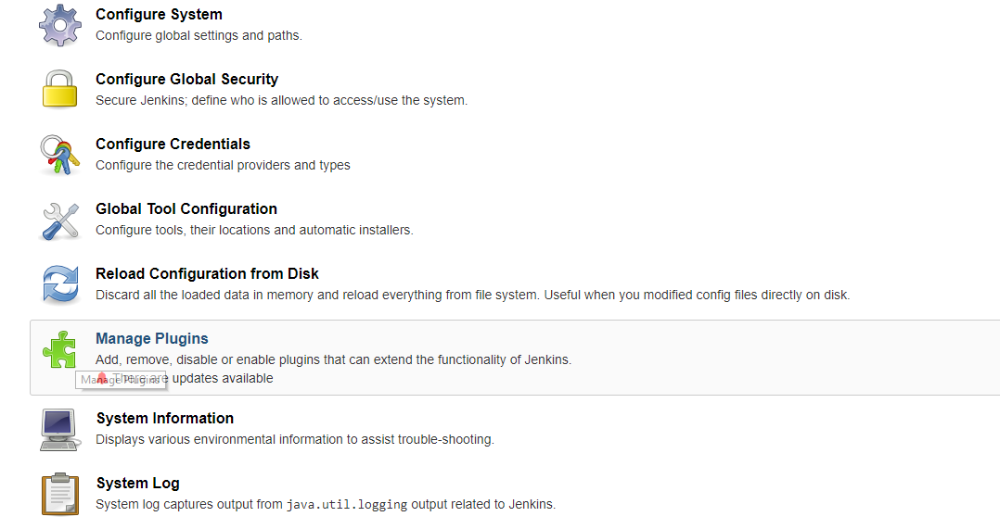 Configure System
Configure global settings and paths.
Configure Global Security
Secure Jenkins; define who is allowed to access/use the system.
Configure Credentials
Configure the credential providers and types
Global Tool Configuration
Configure tools, their locations and automatic installers.
Reload Configuration from Disk
Discard all the loaded data in memory and reload everything from file system. Useful when you modified config files directly on disk.
Manage Plugins
Add, remove, disable or enable plugins that can extend the functionality of Jenkins.
Manage Plugins
There are updates available
System Information
Displays various environmental information to assist trouble-shooting.
System Log
System log captures output from java.util.logging output related to Jenkins.